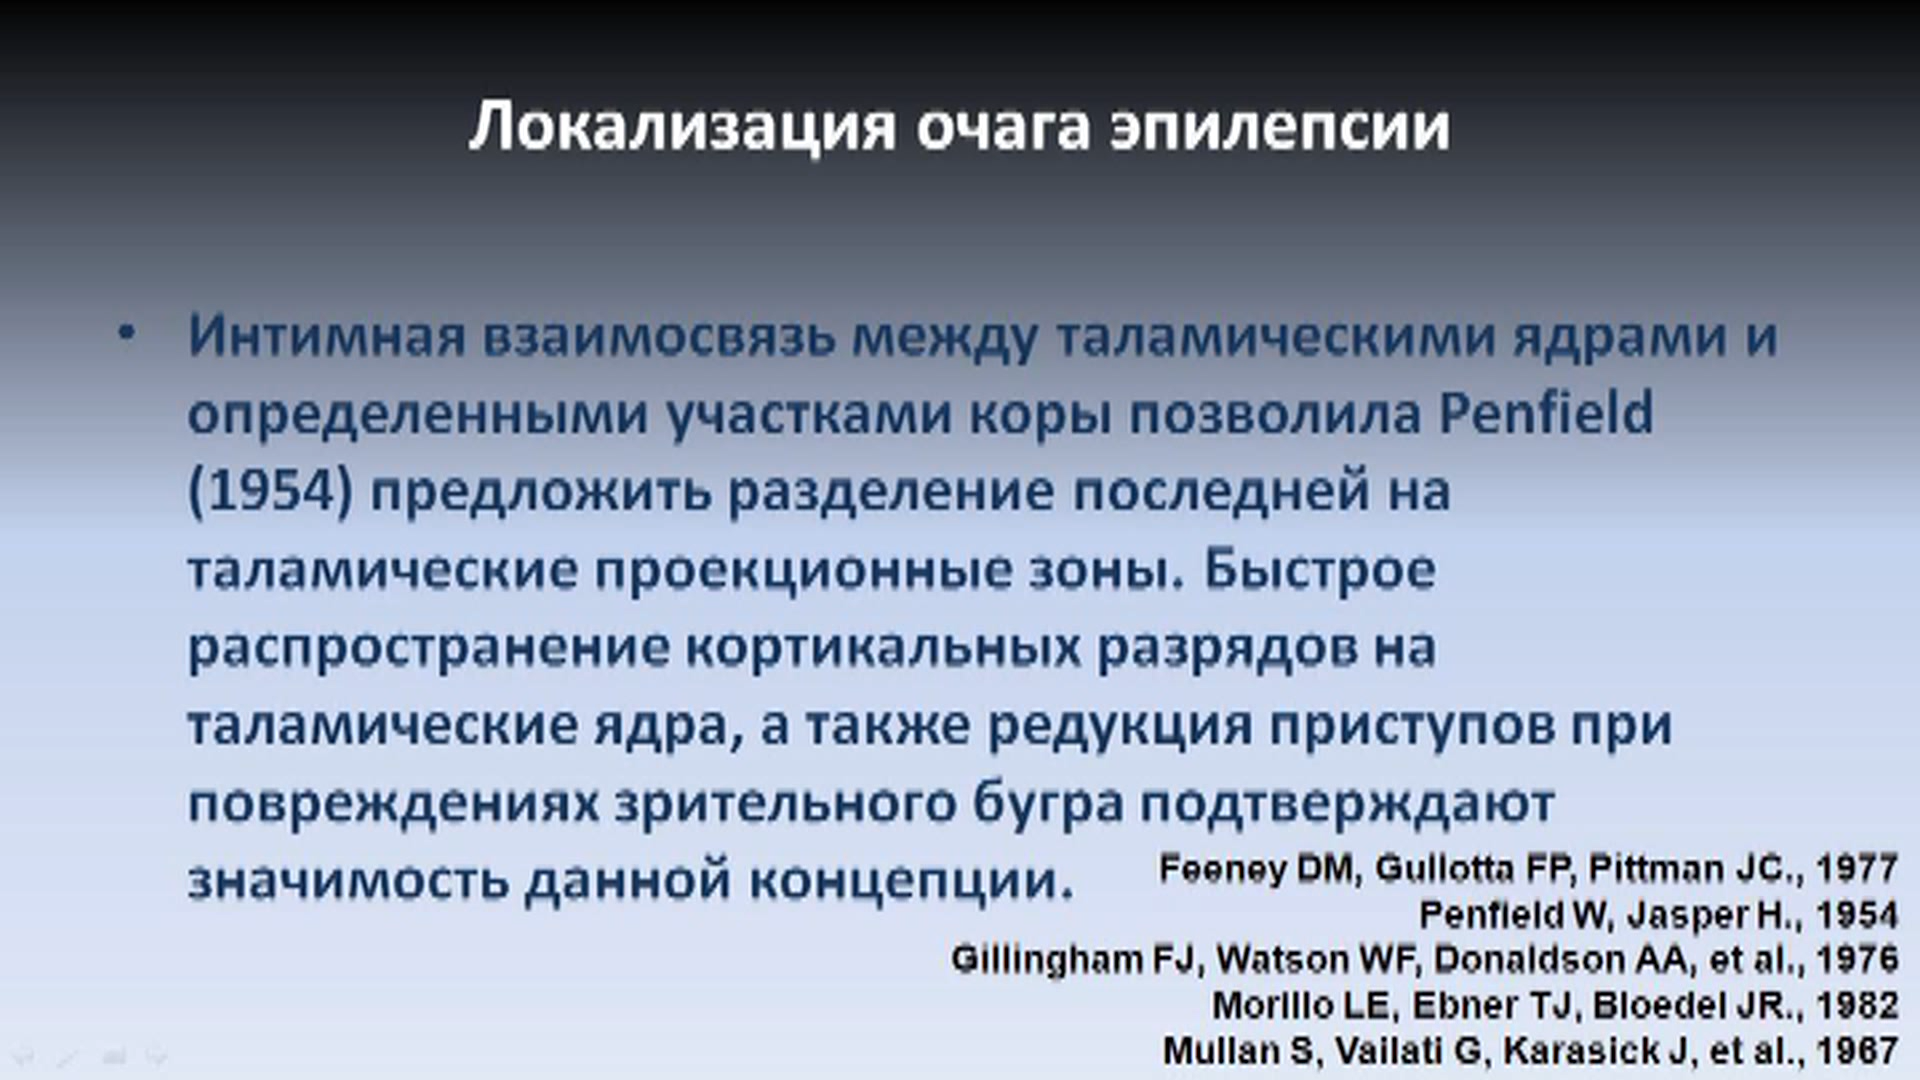 Локализация очага эпилепсии
• Интимная взаимосвязь между таламическими ядрами и
определенными участками коры позволила Penfield
(1954) предложить разделение последней на
таламические проекционные зоны. Быстрое
распространение кортикальных разрядов на
таламические ядра, а также редукция приступов при
повреждениях зрительного бугра подтверждают
значимость данной концепции.
Feeney DM, Gullotta FP, Pittman JC., 1977
Penfield W, Jasper H., 1954
Gillingham FJ, Watson WF, Donaldson AA, et al., 1976
Morillo LE, Ebner TJ, Bloedel JR., 1982
Mullan S, Vailati G, Karasick J, et al., 1967